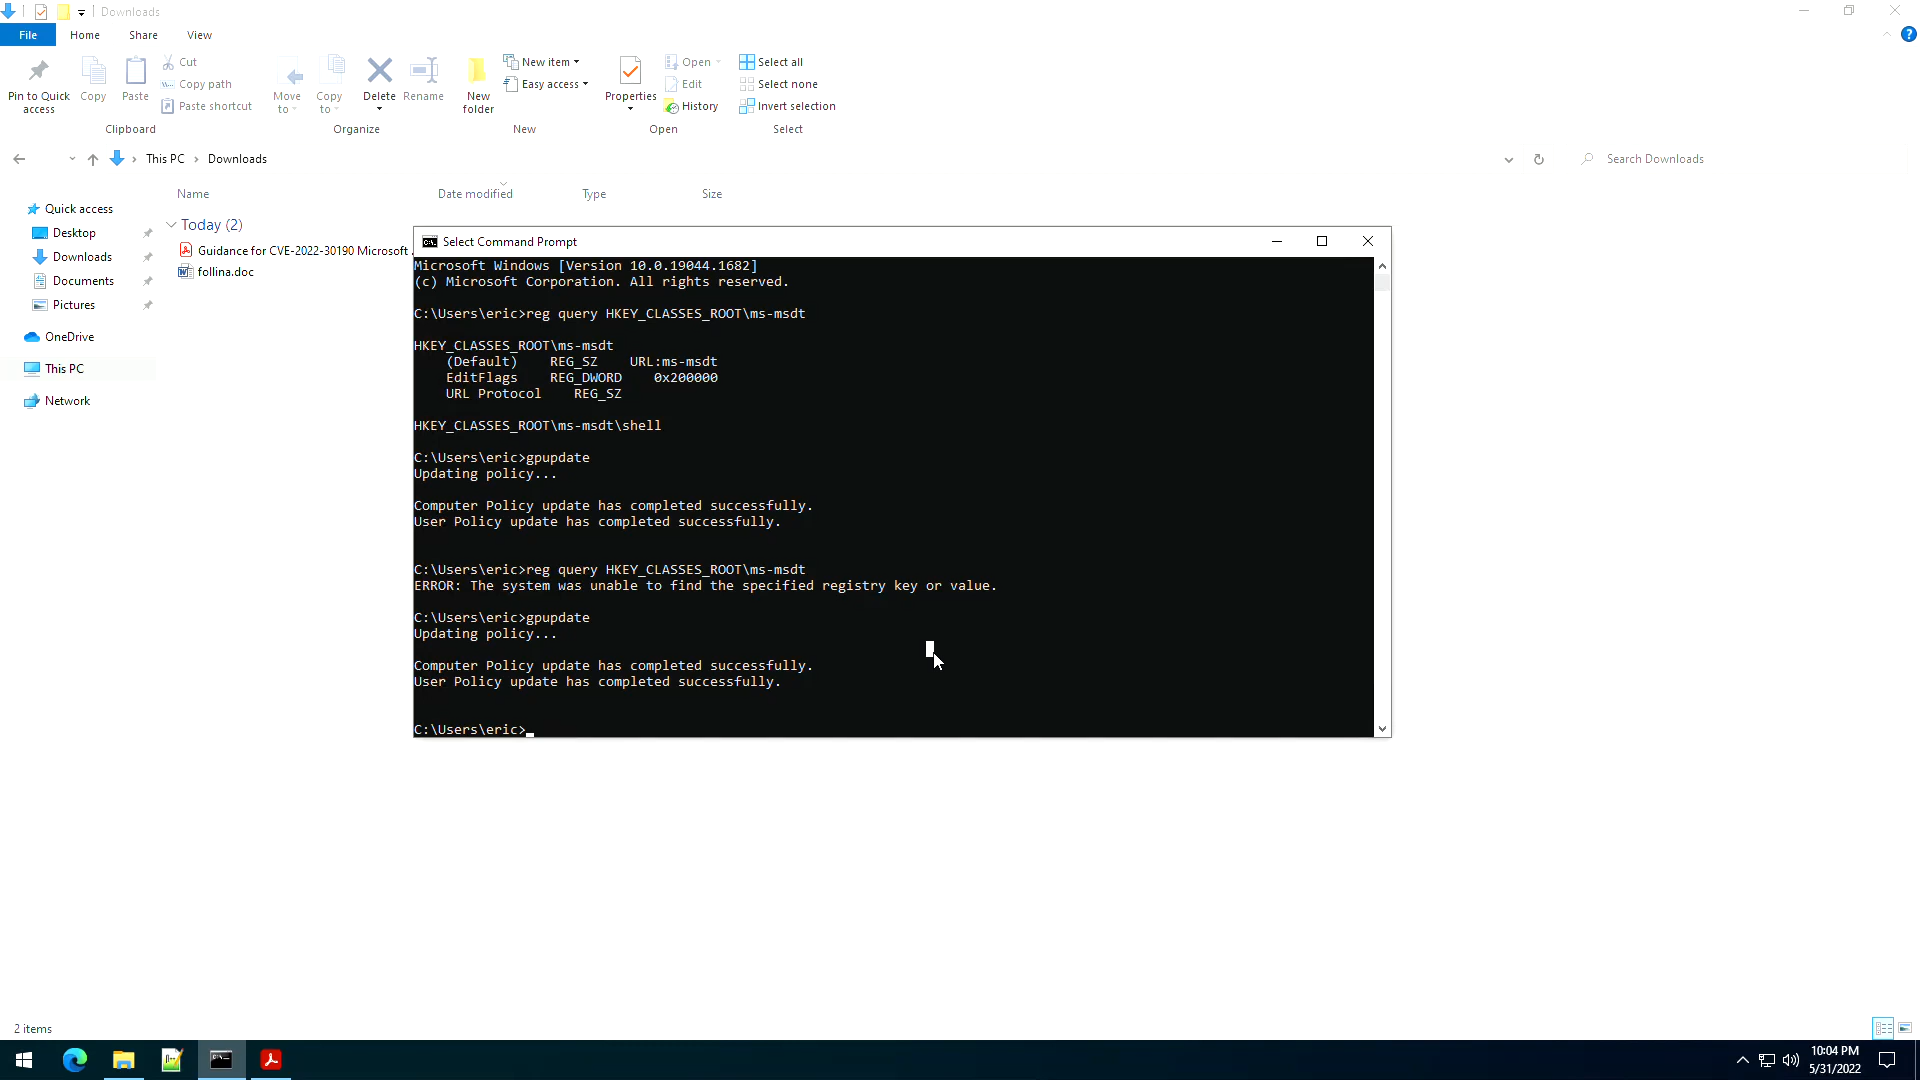 Downloads
File Home Share View
Pin to Quick access
Copy
Paste
Cut
Copy path
Paste shortcut
Clipboard
Move to
Copy to
Delete
Rename
Organize
New folder
New item
Easy access
New
Properties
Open
Edit
History
Open
Select all
Select none
Invert selection
Select
This PC Downloads
Search Downloads
Name Date modified Type Size
Quick access
Desktop
Downloads
Documents
Pictures
OneDrive
This PC
Network
Today (2)
Guidance for CVE-2022-30190 Microsoft
follina.doc
Select Command Prompt
Microsoft Windows [Version 10.0.19044.1682]
(c) Microsoft Corporation. All rights reserved.
C:\Users\eric>reg query HKEY_CLASSES_ROOT\ms-msdt
HKEY_CLASSES_ROOT\ms-msdt
(Default) REG_SZ URL:ms-msdt
EditFlags REG_DWORD 0x200000
URL Protocol REG_SZ
HKEY_CLASSES_ROOT\ms-msdt\shell
C:\Users\eric>gpupdate
Updating policy...
Computer Policy update has completed successfully.
User Policy update has completed successfully.
C:\Users\eric>reg query HKEY_CLASSES_ROOT\ms-msdt
ERROR: The system was unable to find the specified registry key or value.
C:\Users\eric>gpupdate
Updating policy...
Computer Policy update has completed successfully.
User Policy update has completed successfully.
C:\Users\eric>
2 items
10:04 PM
5/31/2022